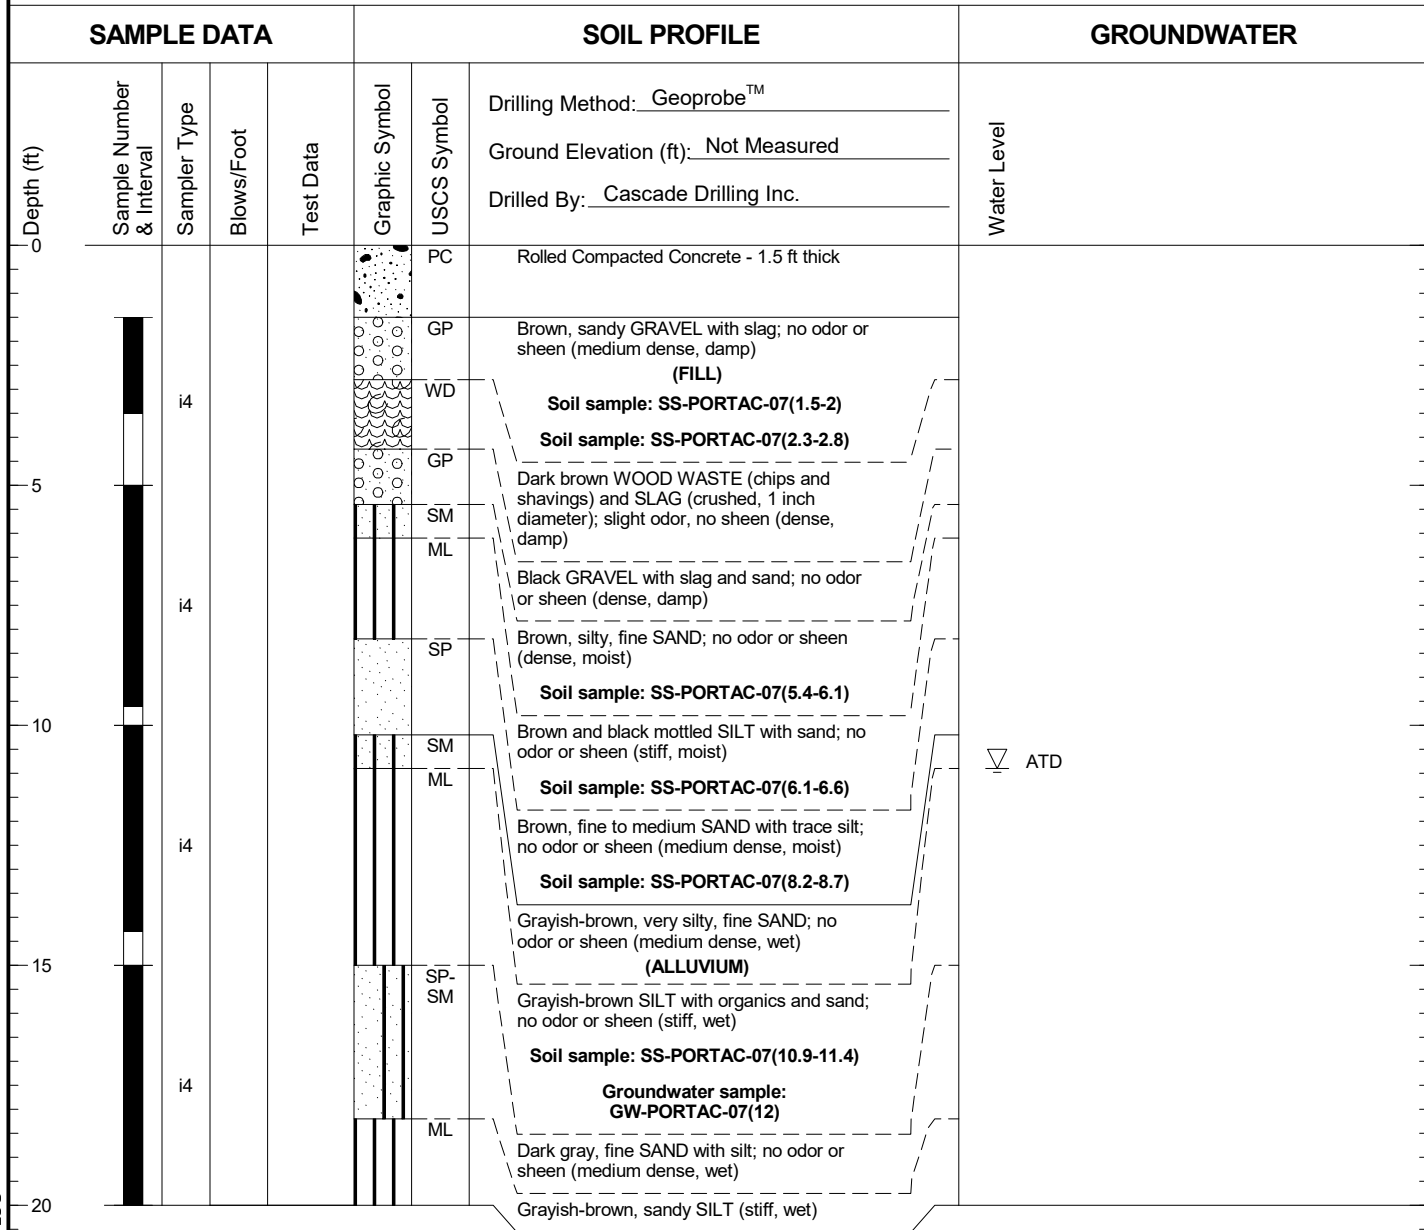 SAMPLE DATA
SOIL PROFILE
GROUNDWATER
Depth (ft)
Sample Number
& Interval
Sampler Type
Blows/Foot
Test Data
Graphic Symbol
USCS Symbol
Drilling Method: Geoprobe™
Ground Elevation (ft): Not Measured
Drilled By: Cascade Drilling Inc.
Water Level
0
PC
Rolled Compacted Concrete - 1.5 ft thick
GP
Brown, sandy GRAVEL with slag; no odor or
sheen (medium dense, damp)
(FILL)
WD
i4
Soil sample: SS-PORTAC-07(1.5-2)
Soil sample: SS-PORTAC-07(2.3-2.8)
GP
5
Dark brown WOOD WASTE (chips and
shavings) and SLAG (crushed, 1 inch
diameter); slight odor, no sheen (dense,
damp)
SM
ML
Black GRAVEL with slag and sand; no odor
or sheen (dense, damp)
i4
SP
Brown, silty, fine SAND; no odor or sheen
(dense, moist)
Soil sample: SS-PORTAC-07(5.4-6.1)
10
Brown and black mottled SILT with sand; no
odor or sheen (stiff, moist)
SM
ATD
ML
Soil sample: SS-PORTAC-07(6.1-6.6)
Brown, fine to medium SAND with trace silt;
no odor or sheen (medium dense, moist)
i4
Soil sample: SS-PORTAC-07(8.2-8.7)
Grayish-brown, very silty, fine SAND; no
odor or sheen (medium dense, wet)
(ALLUVIUM)
15
SP-
SM
Grayish-brown SILT with organics and sand;
no odor or sheen (stiff, wet)
Soil sample: SS-PORTAC-07(10.9-11.4)
i4
Groundwater sample:
GW-PORTAC-07(12)
ML
Dark gray, fine SAND with silt; no odor or
sheen (medium dense, wet)
20
Grayish-brown, sandy SILT (stiff, wet)